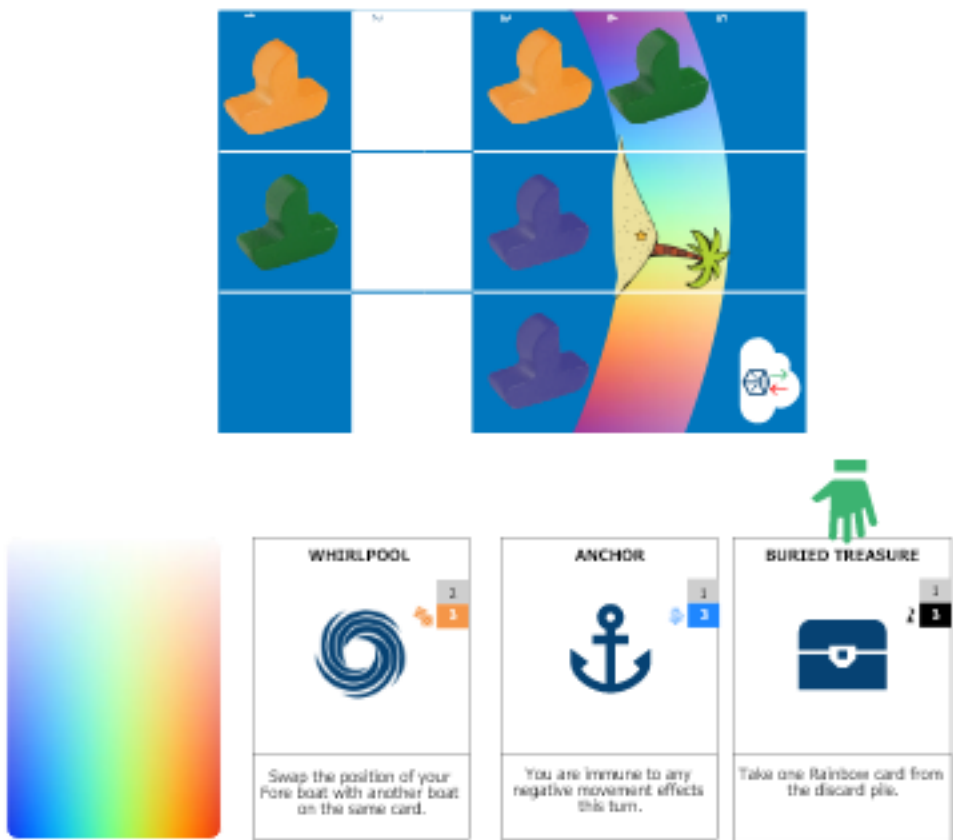 WHIRLPOOL
ANCHOR
BURIED TREASURE
1
1
3
1
Swap the position of your
Fore boat with another boat
on the same card.
You are immune to any
negative movement effects
this turn.
Take one Rainbow card from
the discard pile.